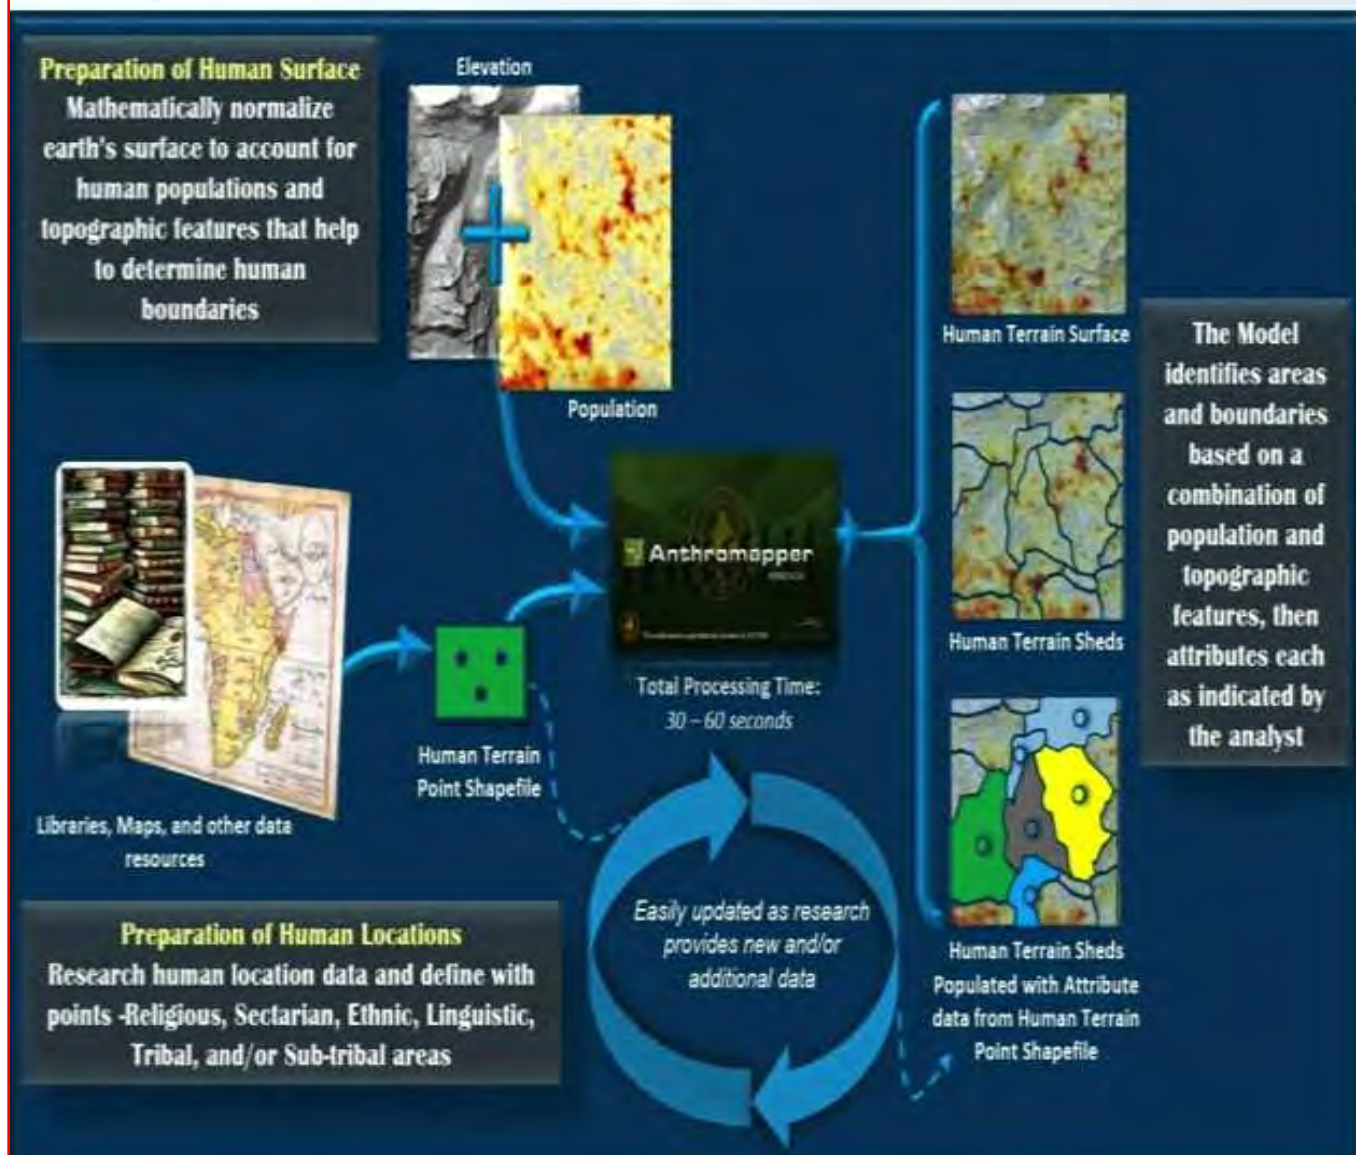 Preparation of Human Surface
Mathematically normalize
earth's surface to account for
human populations and
topographic features that help
to determine human
boundaries
Elevation
Population
Libraries, Maps, and other data
resources
Human Terrain
Point Shapefile
Anthromapper
Total Processing Time:
30 – 60 seconds
Preparation of Human Locations
Research human location data and define with
points -Religious, Sectarian, Ethnic, Linguistic,
Tribal, and/or Sub-tribal areas
Easily updated as research
provides new and/or
additional data
Human Terrain Surface
Human Terrain Sheds
Human Terrain Sheds
Populated with Attribute
data from Human Terrain
Point Shapefile
The Model
identifies areas
and boundaries
based on a
combination of
population and
topographic
features, then
attributes each
as indicated by
the analyst